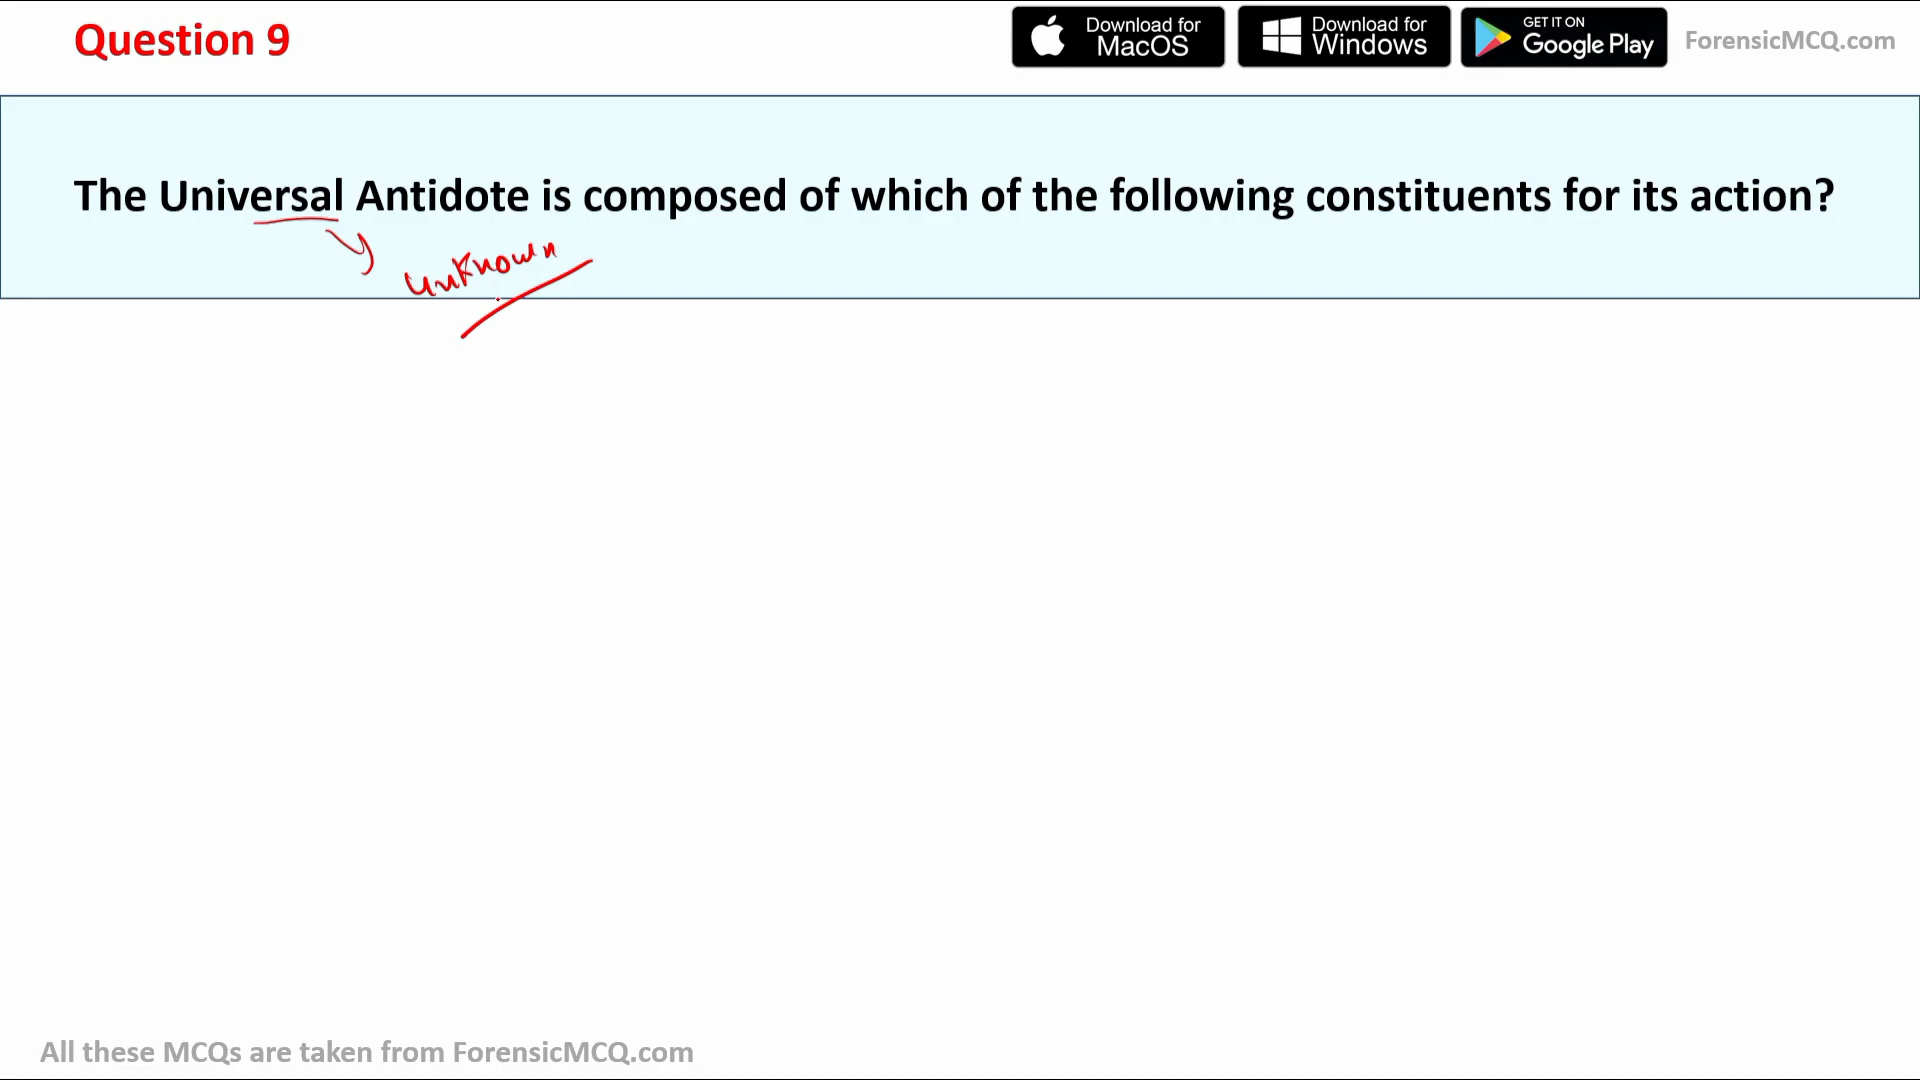 Question 9
Download for
MacOS
Download for
Windows
GET IT ON
Google Play
ForensicMCQ.com
The Universal Antidote is composed of which of the following constituents for its action?
unknown
All these MCQs are taken from ForensicMCQ.com